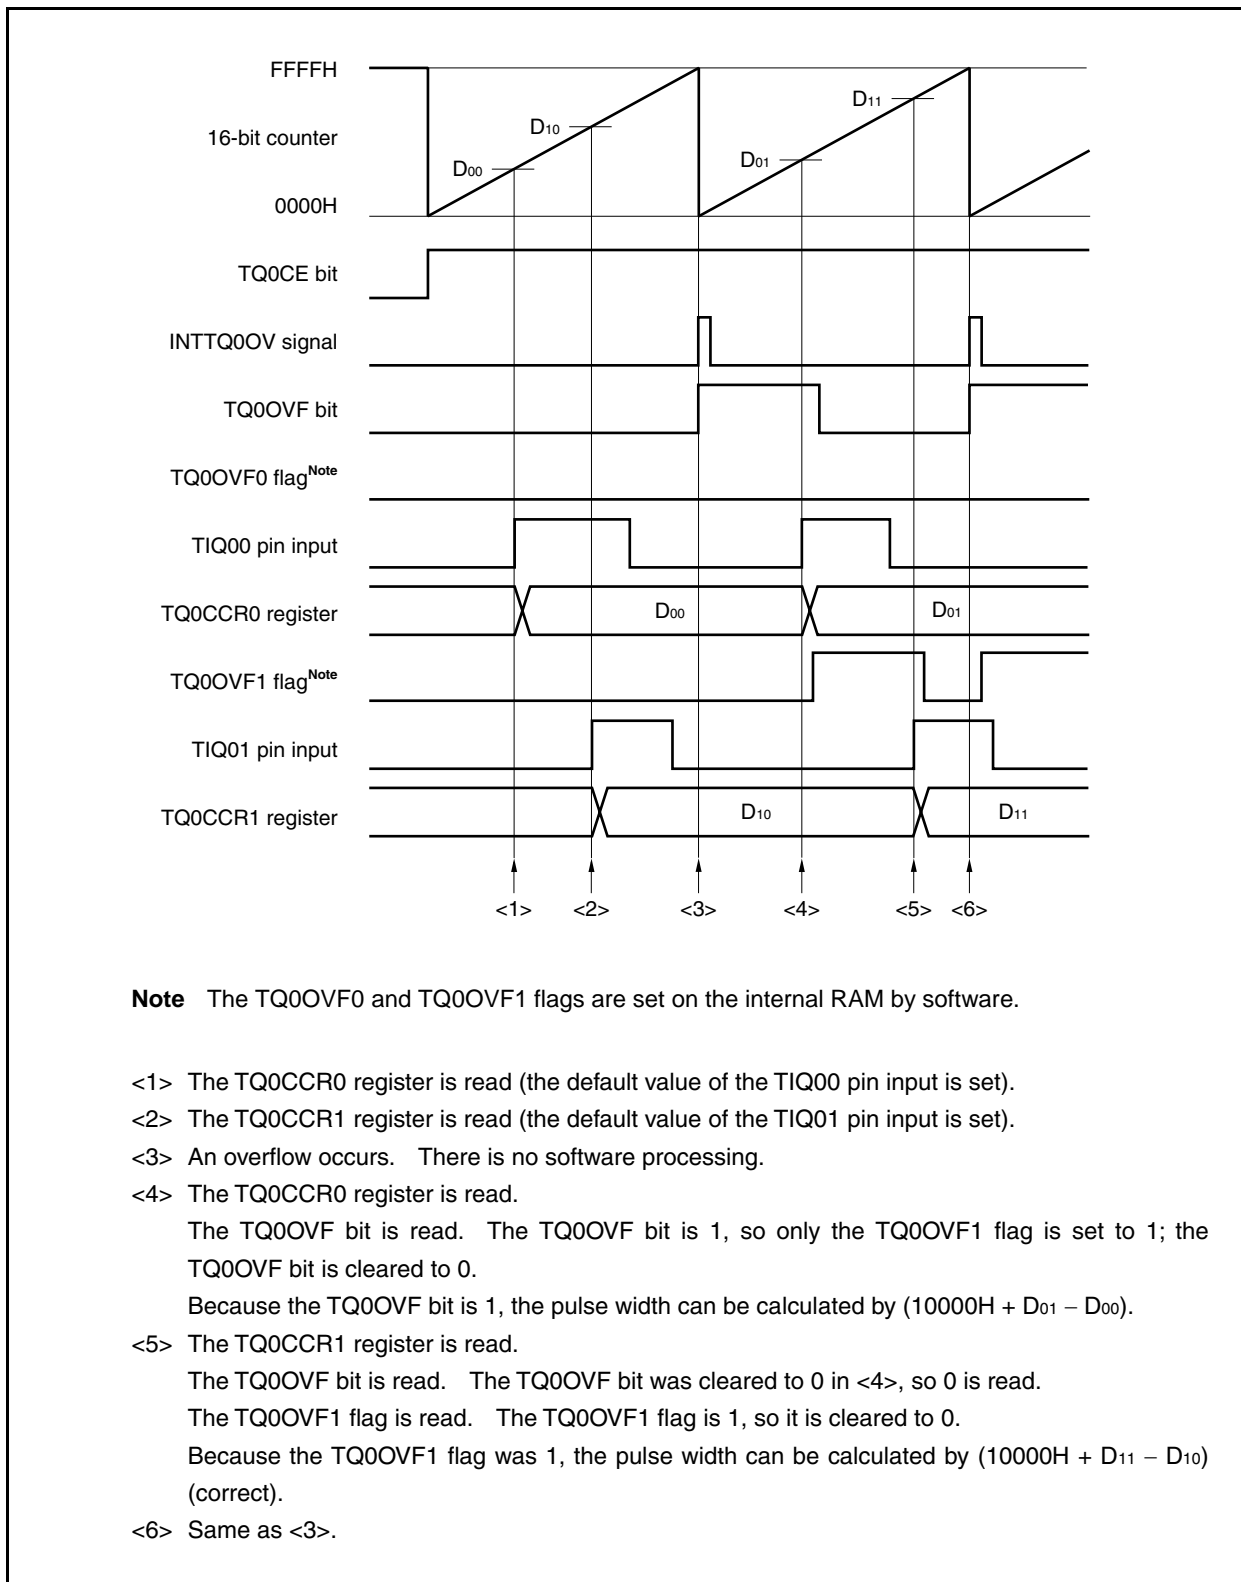 FFFFH
D11
D10
16-bit counter
D01
D00
0000H
TQ0CE bit
INTTQ0OV signal
TQ0OVF bit
TQ0OVF0 flagNote
TIQ00 pin input
TQ0CCR0 register
D00
D01
TQ0OVF1 flagNote
TIQ01 pin input
TQ0CCR1 register
D10
D11
<1> <2> <3> <4> <5> <6>
Note The TQ0OVF0 and TQ0OVF1 flags are set on the internal RAM by software.
<1> The TQ0CCR0 register is read (the default value of the TIQ00 pin input is set).
<2> The TQ0CCR1 register is read (the default value of the TIQ01 pin input is set).
<3> An overflow occurs. There is no software processing.
<4> The TQ0CCR0 register is read.
The TQ0OVF bit is read. The TQ0OVF bit is 1, so only the TQ0OVF1 flag is set to 1; the
TQ0OVF bit is cleared to 0.
Because the TQ0OVF bit is 1, the pulse width can be calculated by (10000H + D01 − D00).
<5> The TQ0CCR1 register is read.
The TQ0OVF bit is read. The TQ0OVF bit was cleared to 0 in <4>, so 0 is read.
The TQ0OVF1 flag is read. The TQ0OVF1 flag is 1, so it is cleared to 0.
Because the TQ0OVF1 flag was 1, the pulse width can be calculated by (10000H + D11 − D10)
(correct).
<6> Same as <3>.